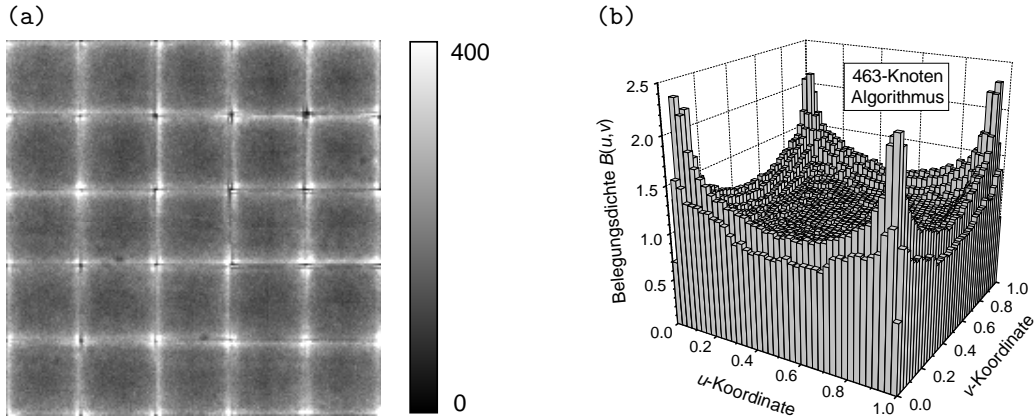 (a)
400
0
(b)
463-Knoten
Algorithmus
Belegungsdichte B(u,v)
2.5
2.0
1.5
1.0
0.5
0.0
0.2
0.4
0.6
0.8
1.0
u-Koordinate
0.0
0.2
0.4
0.6
0.8
1.0
v-Koordinate